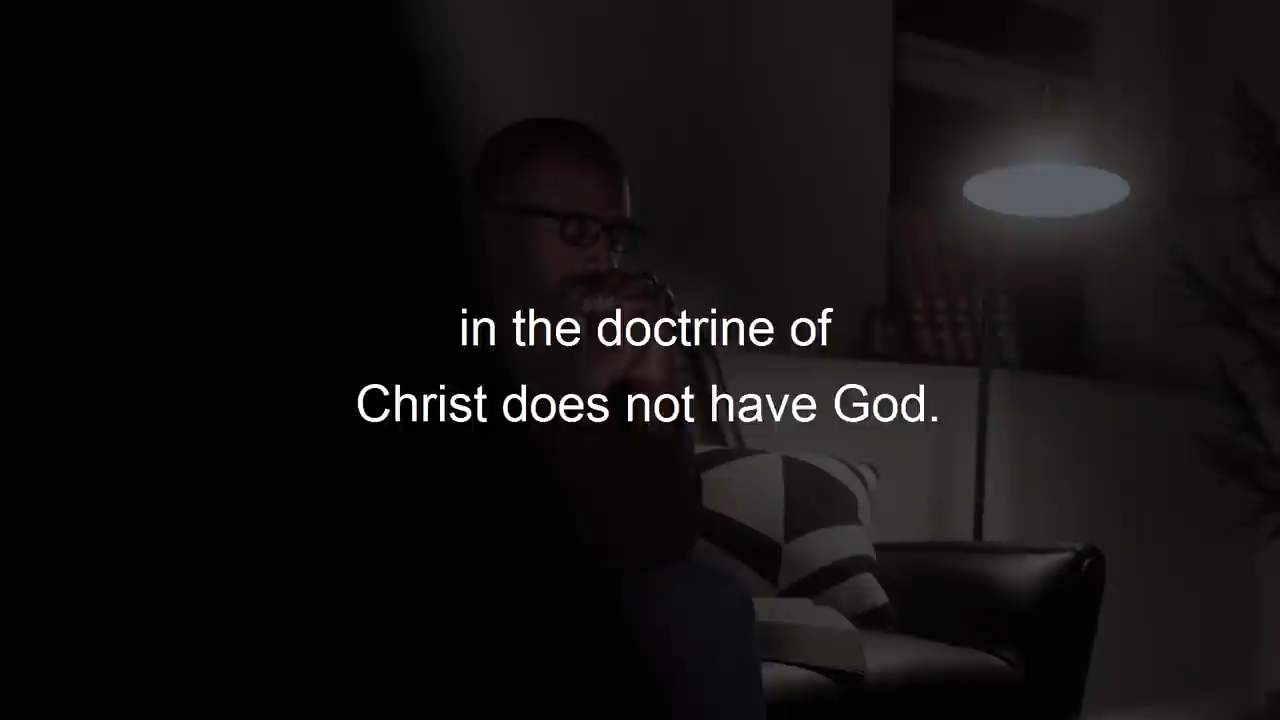 in the doctrine of
Christ does not have God.